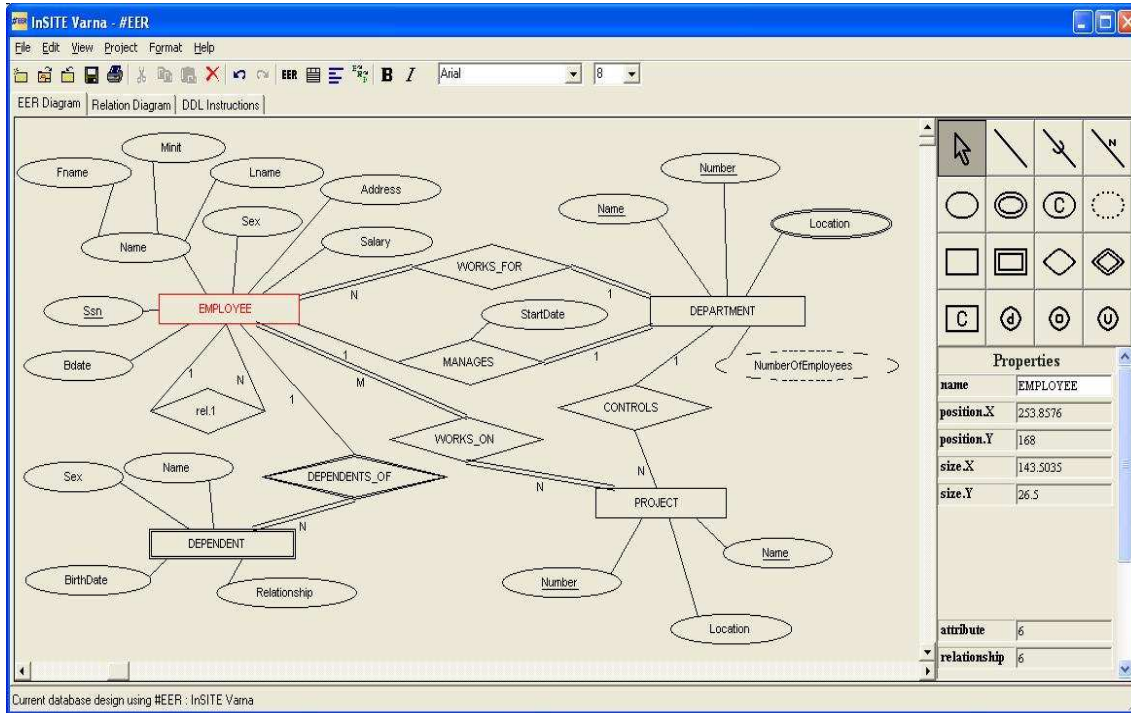 #EER InSITE Varna - #EER
File Edit View Project Format Help
EER B I Arial 8
EER Diagram Relation Diagram DDL Instructions
Minit
Fname
Lname
Number
Address
Name
Sex
Location
Name
Salary
WORKS_FOR
N
1
Ssn
EMPLOYEE
StartDate
DEPARTMENT
1
MANAGES
1
Bdate
1
N
M
1
1
NumberOfEmployees
rel.1
CONTROLS
WORKS_ON
Sex
Name
DEPENDENTS_OF
N
N
PROJECT
N
DEPENDENT
Name
BirthDate
Relationship
Number
Location
N
C
C d o U
Properties
name EMPLOYEE
position.X 253.8576
position.Y 168
size.X 143.5035
size.Y 26.5
attribute 6
relationship 6
Current database design using #EER : InSITE Varna